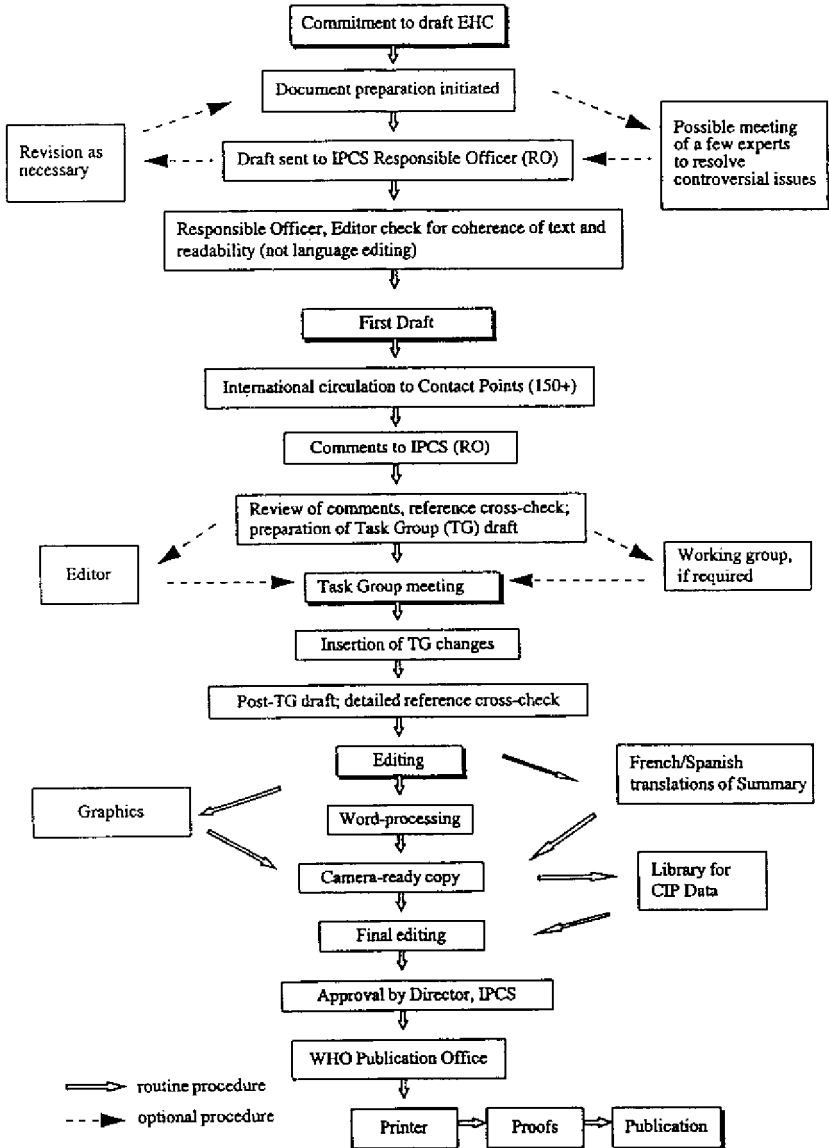 Commitment to draft EHC
Document preparation initiated
Revision as
necessary
Possible meeting
of a few experts
to resolve
controversial issues
Draft sent to IPCS Responsible Officer (RO)
Responsible Officer, Editor check for coherence of text and
readability (not language editing)
First Draft
International circulation to Contact Points (150+)
Comments to IPCS (RO)
Review of comments, reference cross-check;
preparation of Task Group (TG) draft
Editor
Working group,
if required
Task Group meeting
Insertion of TG changes
Post-TG draft; detailed reference cross-check
Editing
French/Spanish
translations of Summary
Graphics
Word-processing
Camera-ready copy
Library for
CIP Data
Final editing
Approval by Director, IPCS
WHO Publication Office
routine procedure
optional procedure
Printer
Proofs
Publication